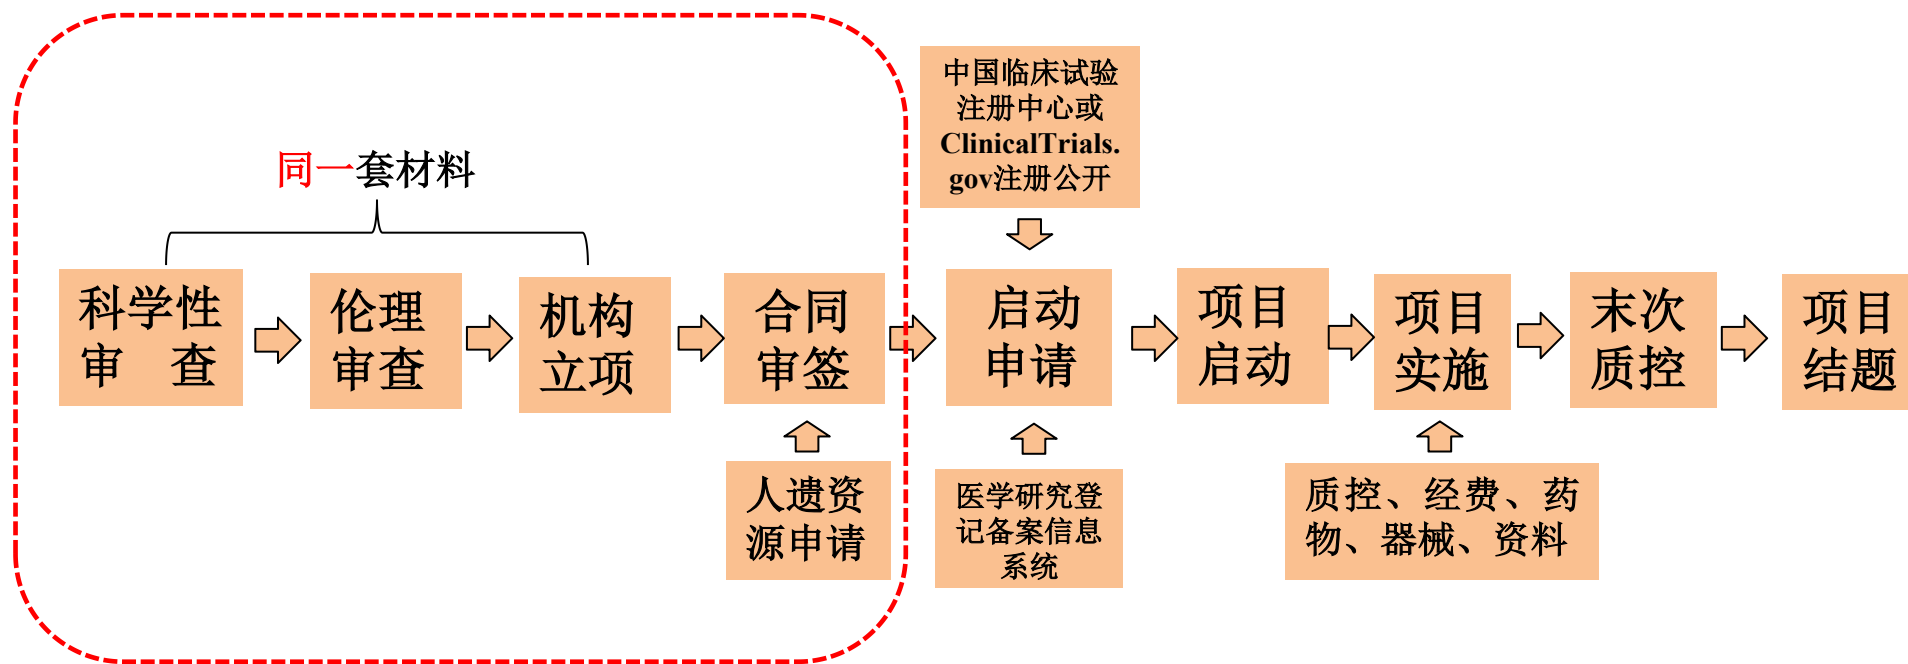 中国临床试验
注册中心或
ClinicalTrials.
gov注册公开
同一套材料
科学性
审 查
伦理
审查
机构
立项
合同
审签
启动
申请
项目
启动
项目
实施
末次
质控
项目
结题
人遗资
源申请
医学研究登
记备案信息
系统
质控、经费、药
物、器械、资料